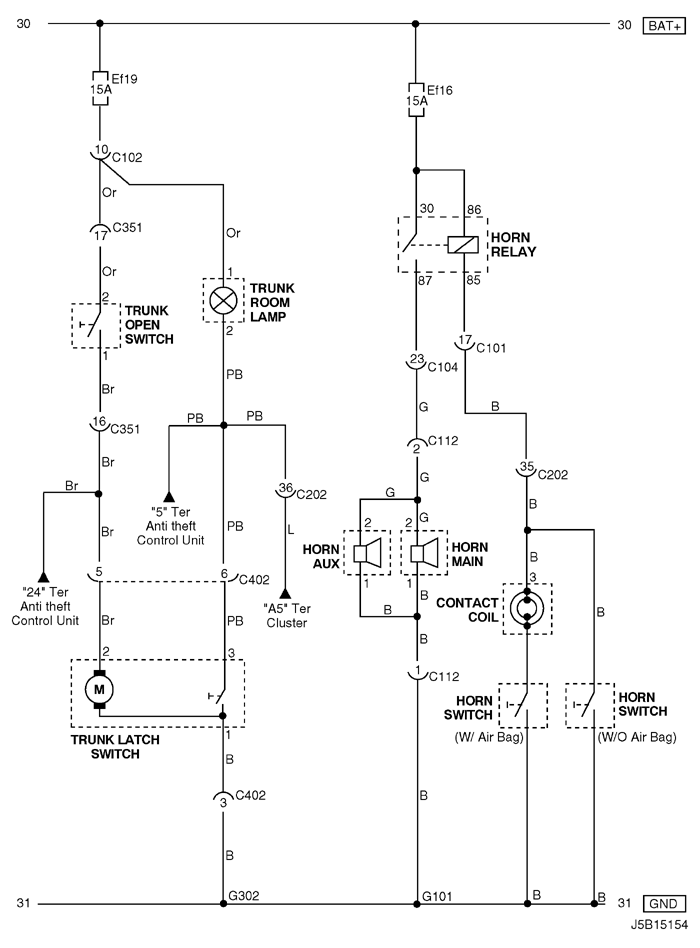 30
30
BAT+
Ef19
15A
Ef16
15A
10
C102
Or
17
C351
Or
Or
2
TRUNK
OPEN
SWITCH
1
1
TRUNK
ROOM
LAMP
2
30
86
HORN
RELAY
87
85
17
C101
23
C104
PB
Br
G
B
16
C351
PB
PB
C112
2
Br
G
35
C202
Br
36
C202
G
B
"5" Ter
Anti theft
Control Unit
2
2
G
Br
PB
L
HORN
AUX
HORN
MAIN
B
5
6
C402
1
1
3
"24" Ter
Anti theft
Control Unit
"A5" Ter
Cluster
B
B
CONTACT
COIL
B
Br
PB
B
2
3
1
C112
M
HORN
SWITCH
(W/ Air Bag)
HORN
SWITCH
(W/O Air Bag)
TRUNK LATCH
SWITCH
1
B
3
C402
B
B
31
G302
G101
B
B
31
GND
J5B15154